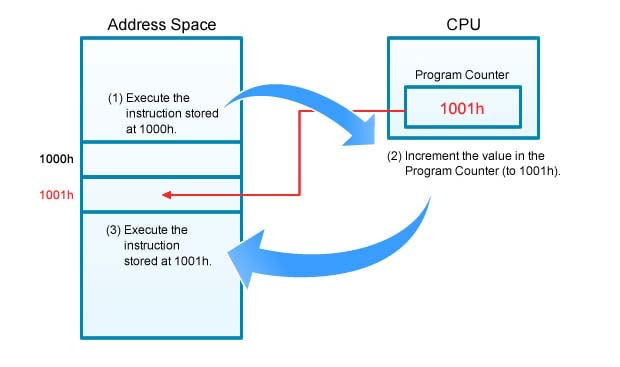 Address Space
CPU
Program Counter
1001h
(1) Execute the
instruction stored
at 1000h.
1000h
(2) Increment the value in the
Program Counter (to 1001h).
1001h
(3) Execute the
instruction
stored at 1001h.